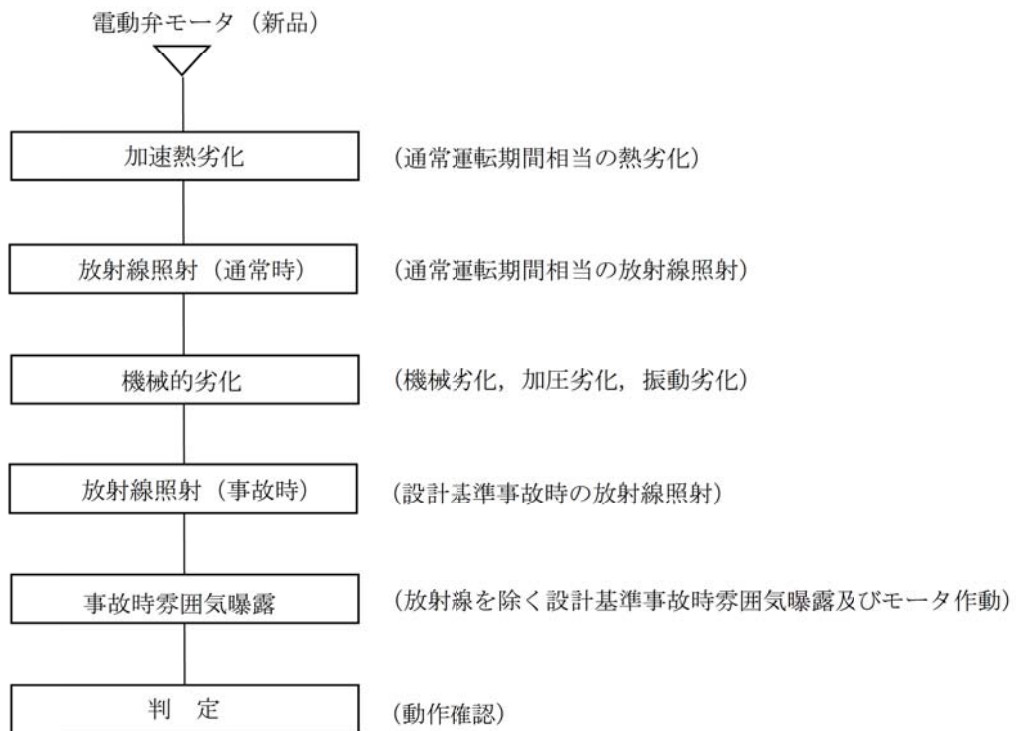 電動弁モータ（新品）
加速熱劣化 （通常運転期間相当の熱劣化）
放射線照射（通常時） （通常運転期間相当の放射線照射）
機械的劣化 （機械劣化，加圧劣化，振動劣化）
放射線照射（事故時） （設計基準事故時の放射線照射）
事故時雰囲気曝露 （放射線を除く設計基準事故時雰囲気曝露及びモータ作動）
判　定 （動作確認）